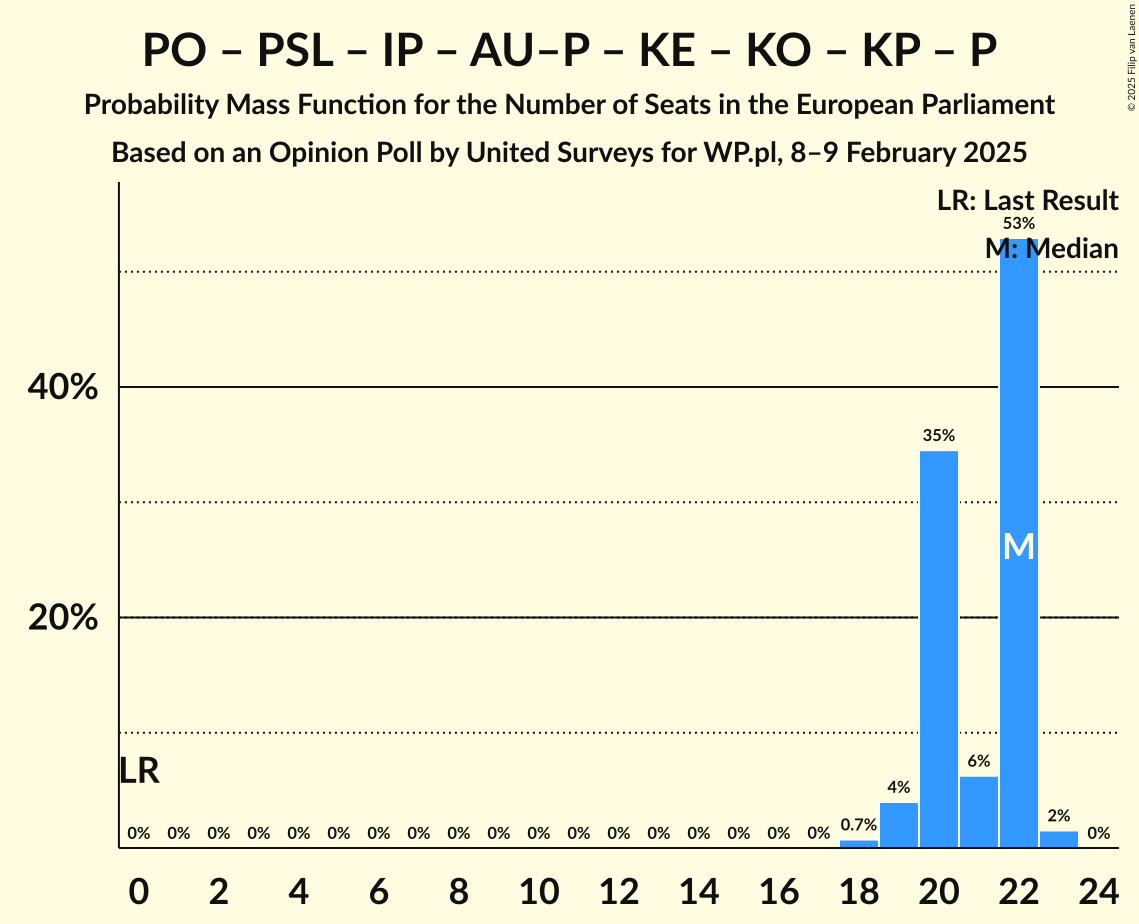 PO – PSL – IP – AU–P – KE – KO – KP – P
Probability Mass Function for the Number of Seats in the European Parliament
Based on an Opinion Poll by United Surveys for WP.pl, 8–9 February 2025
© 2025 Filip van Laenen
LR: Last Result
M: Median
53%
40%
35%
M
20%
LR
0% 0% 0% 0% 0% 0% 0% 0% 0% 0% 0% 0% 0% 0% 0% 0% 0% 0% 0.7% 4% 6% 2% 0%
0 2 4 6 8 10 12 14 16 18 20 22 24